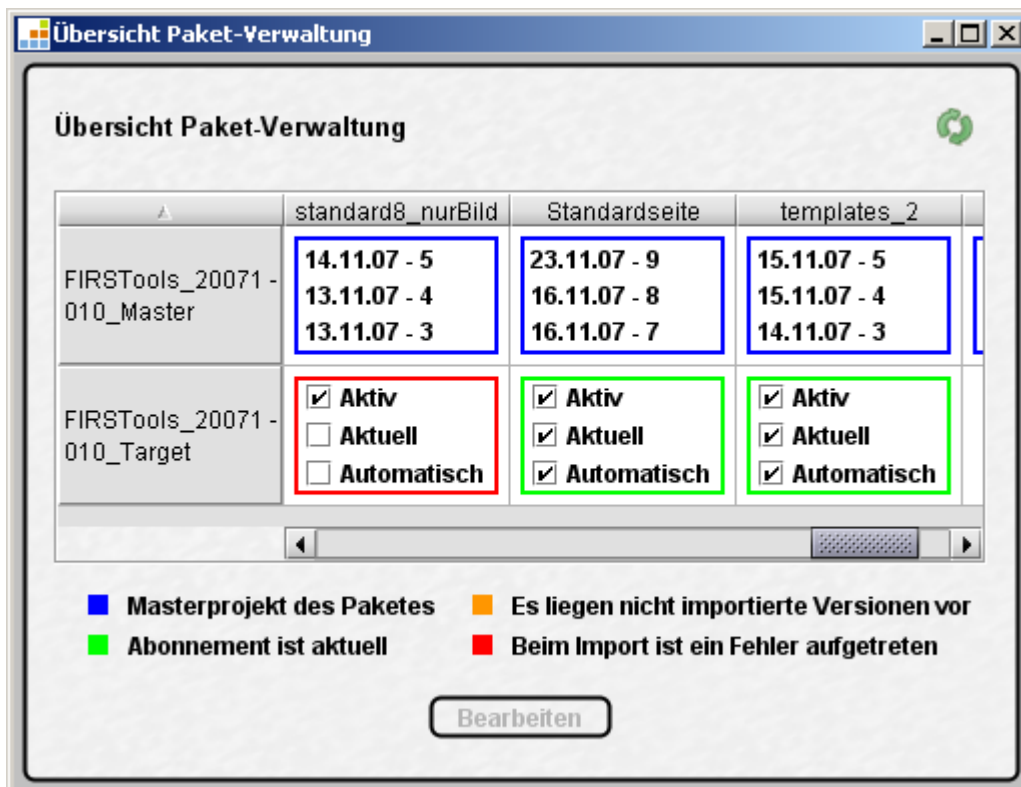 Übersicht Paket-Verwaltung
Übersicht Paket-Verwaltung
standard8_nurBild Standardseite templates_2
FIRSTools_20071-010_Master
14.11.07 - 5
13.11.07 - 4
13.11.07 - 3
23.11.07 - 9
16.11.07 - 8
16.11.07 - 7
15.11.07 - 5
15.11.07 - 4
14.11.07 - 3
FIRSTools_20071-010_Target
Aktiv
Aktuell
Automatisch
Aktiv
Aktuell
Automatisch
Aktiv
Aktuell
Automatisch
Masterprojekt des Paketes
Es liegen nicht importierte Versionen vor
Abonnement ist aktuell
Beim Import ist ein Fehler aufgetreten
Bearbeiten